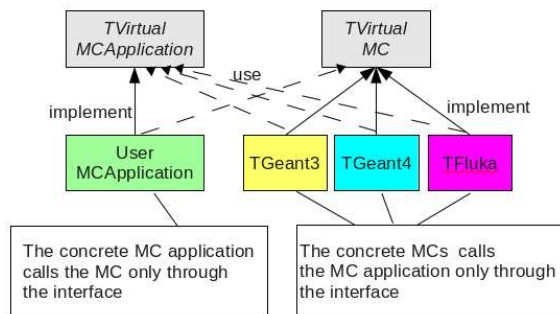 TVirtual
MCApplication
TVirtual
MC
use
implement
implement
User
MCApplication
TGeant3
TGeant4
TFluka
The concrete MC application
calls the MC only through
the interface
The concrete MCs calls
the MC application only through
the interface